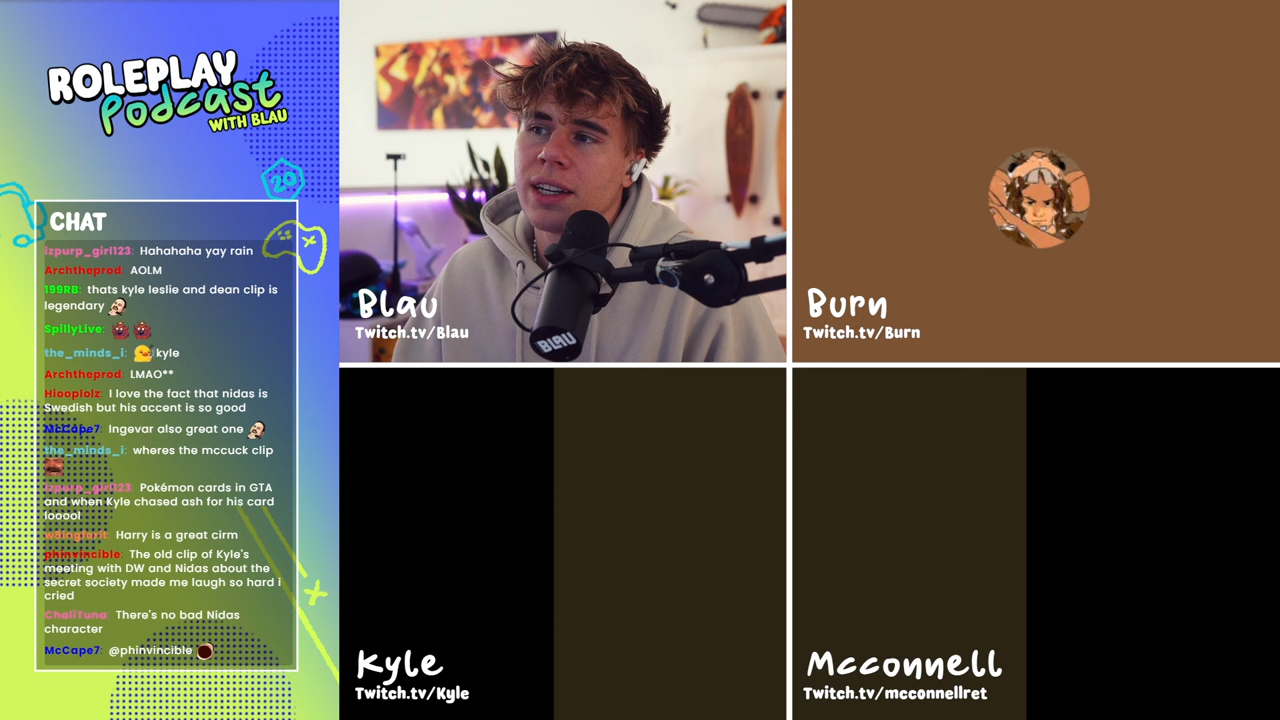 ROLEPLAY
Podcast
WITH BLAU
20
CHAT
izpurp_girl123: Hahahaha yay rain
Archtheprod: AOLM
199RB: thats kyle leslie and dean clip is
legendary
SpillyLive:
the_minds_i: kyle
Archtheprod: LMAO**
Hiooplolz: I love the fact that nidas is
Swedish but his accent is so good
McCape7: Ingevar also great one
the_minds_i: wheres the mccuck clip
izpurp_girl123: Pokémon cards in GTA
and when Kyle chased ash for his card
looool
Harry is a great cirm
phinvincible: The old clip of Kyle's
meeting with DW and Nidas about the
secret society made me laugh so hard i
cried
ChaliTuna: There's no bad Nidas
character
McCape7: @phinvincible
BLAU
Blau
Twitch.tv/Blau
Burn
Twitch.tv/Burn
Kyle
Twitch.tv/Kyle
Mcconnell
Twitch.tv/mcconnellret